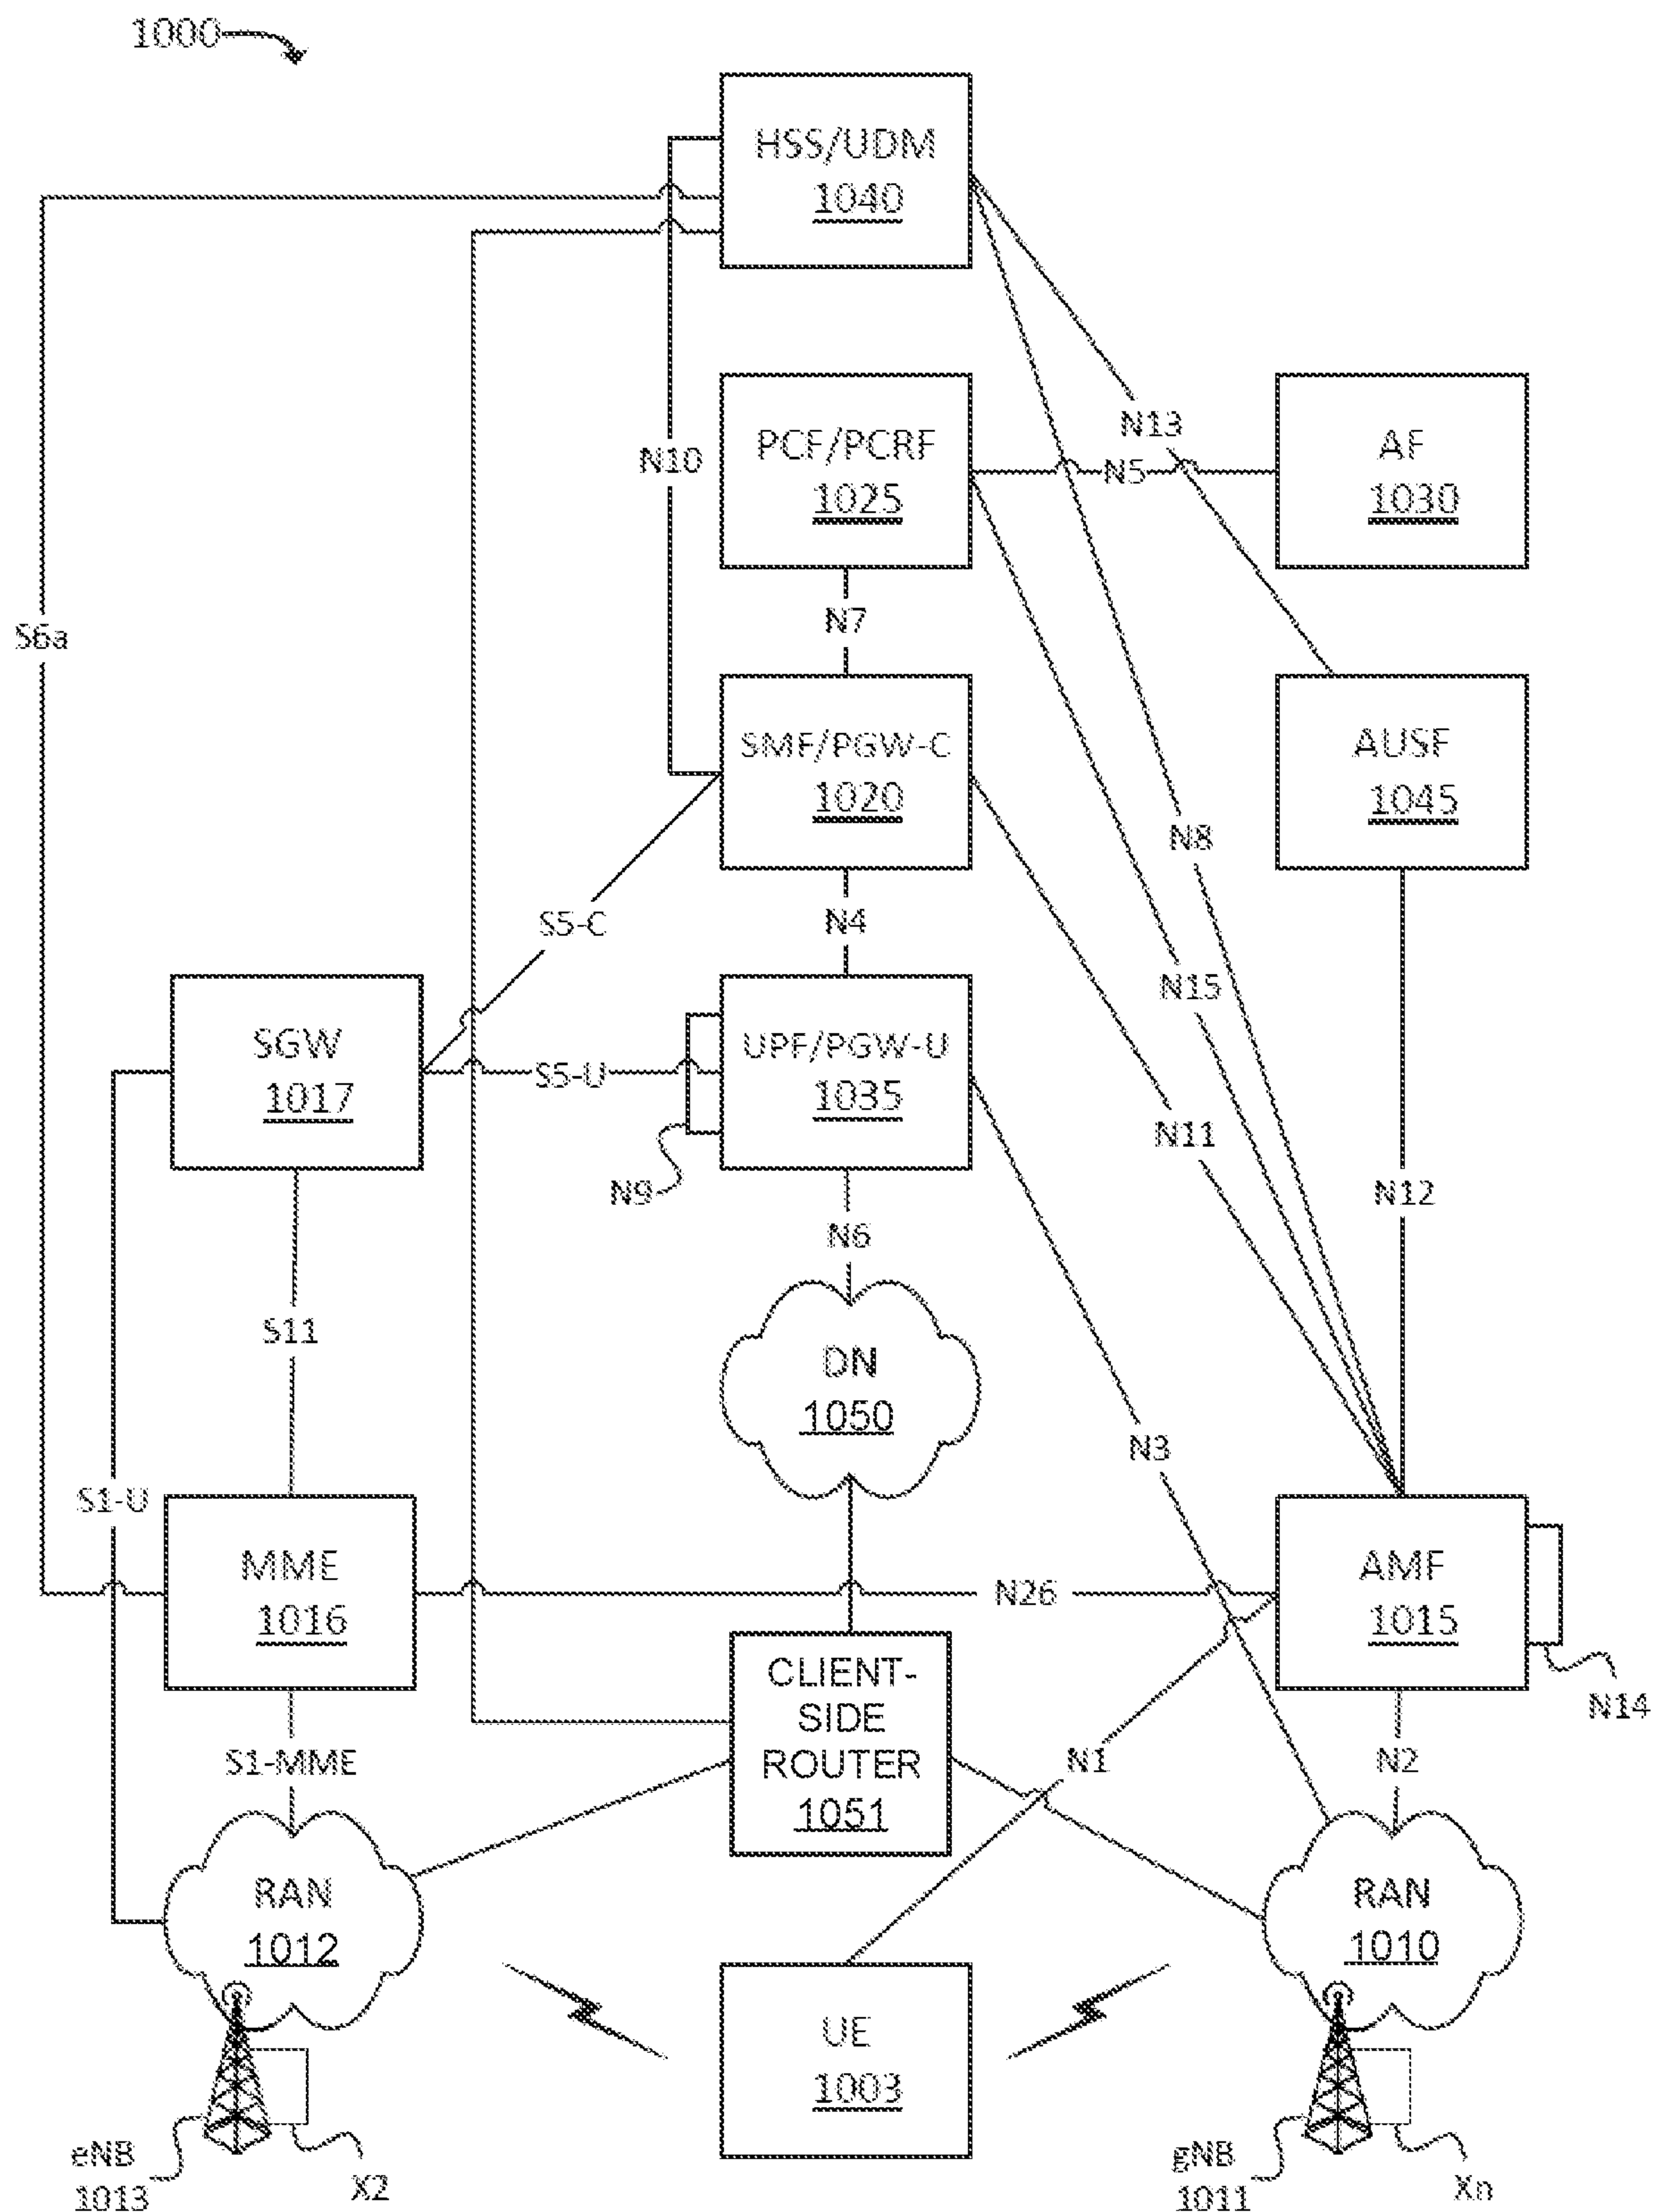 1000
HSS/UDM
1040
N10
PCF/PCRF
1025
N13
N5
AF
1030
S6a
N7
SMF/PGW-C
1020
AUSF
1045
N8
S5-C
N4
N15
SGW
1017
S5-U
UPF/PGW-U
1035
N11
N9
N12
N6
S11
DN
1050
N3
S1-U
MME
1016
N26
AMF
1015
N14
CLIENT-
SIDE
ROUTER
1051
S1-MME
N1
N2
RAN
1012
RAN
1010
UE
1003
eNB
1013
X2
gNB
1011
Xn